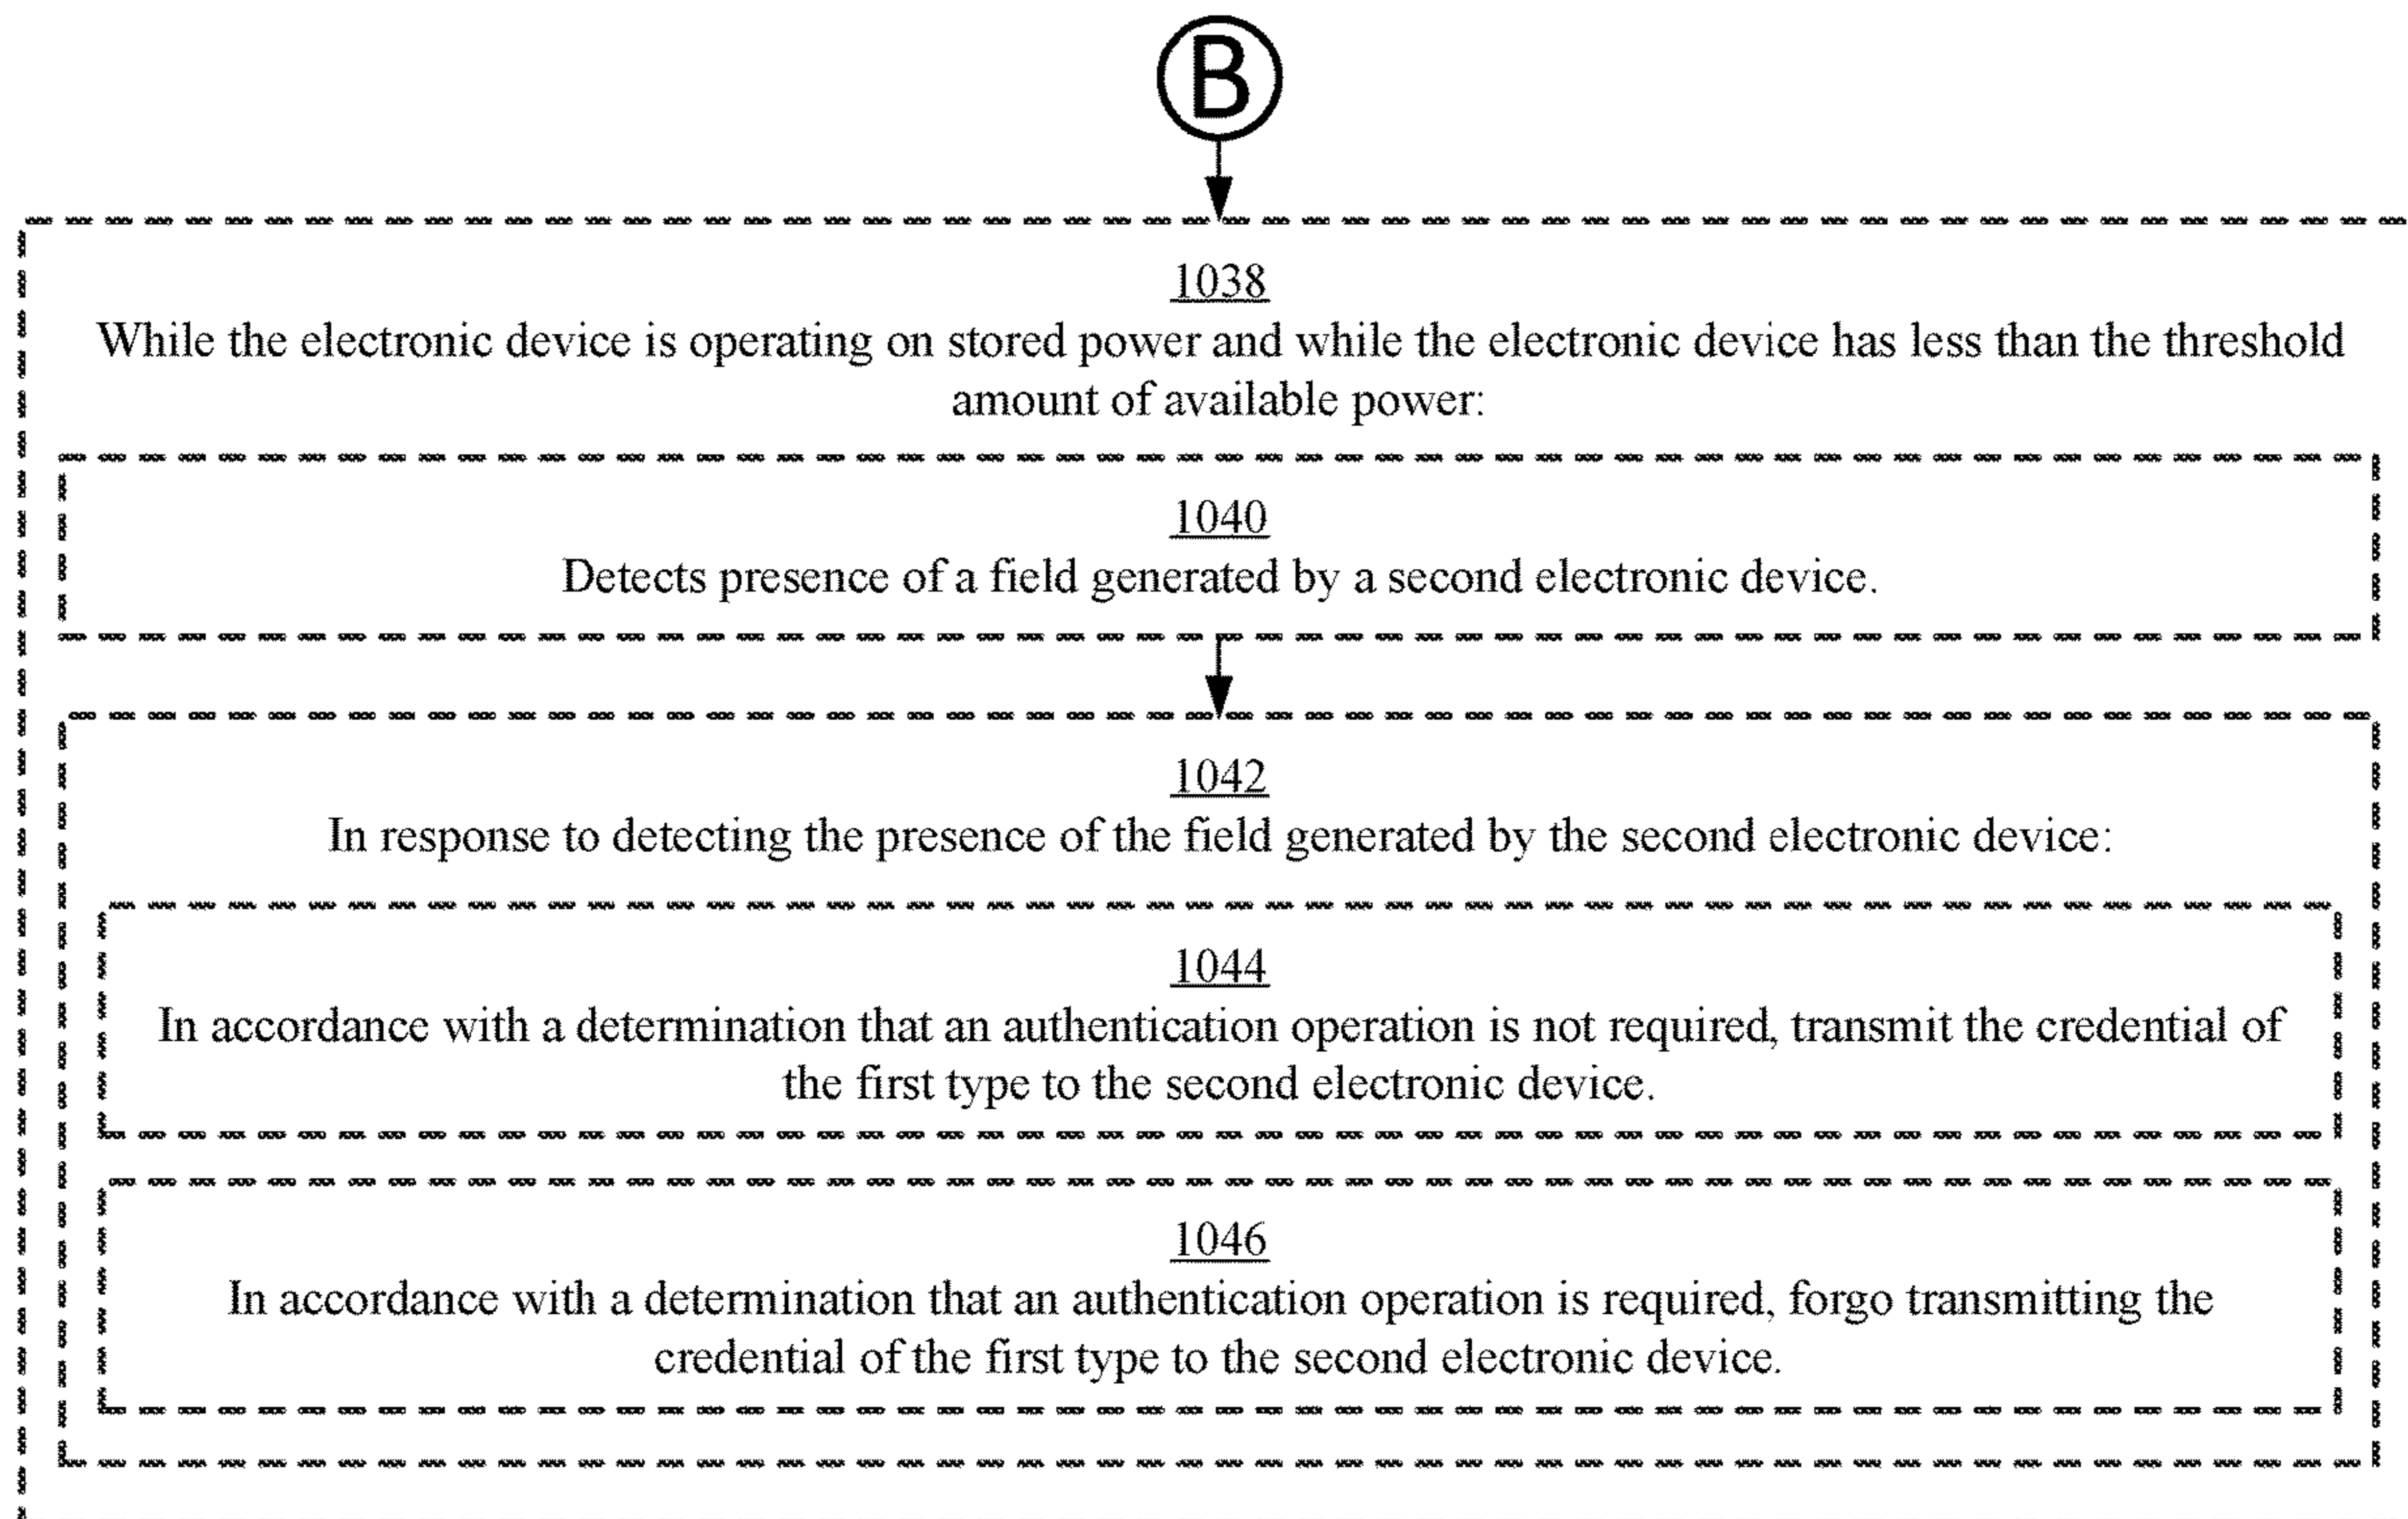 B
1038
While the electronic device is operating on stored power and while the electronic device has less than the threshold
amount of available power:
1040
Detects presence of a field generated by a second electronic device.
1042
In response to detecting the presence of the field generated by the second electronic device:
1044
In accordance with a determination that an authentication operation is not required, transmit the credential of
the first type to the second electronic device.
1046
In accordance with a determination that an authentication operation is required, forgo transmitting the
credential of the first type to the second electronic device.